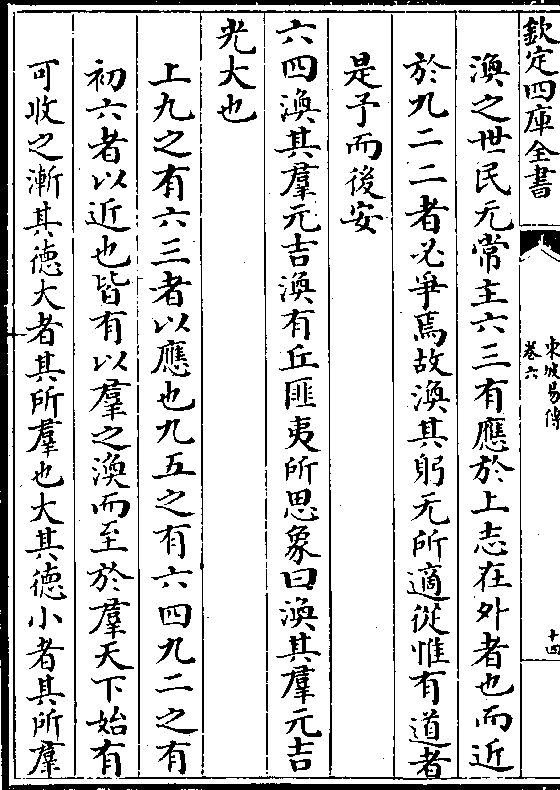 欽定四庫全書
東坡易傳
卷六
十四
渙之世民无常主六三有應於上志在外者也而近
於九二二者必爭焉故渙其躬无所適從惟有道者
是予而後安
六四渙其羣元吉渙有丘匪夷所思象曰渙其羣元吉
光大也
上九之有六三者以應也九五之有六四九二之有
初六者以近也皆有以羣之渙而至於羣天下始有
可收之漸其德大者其所羣也大其德小者其所羣